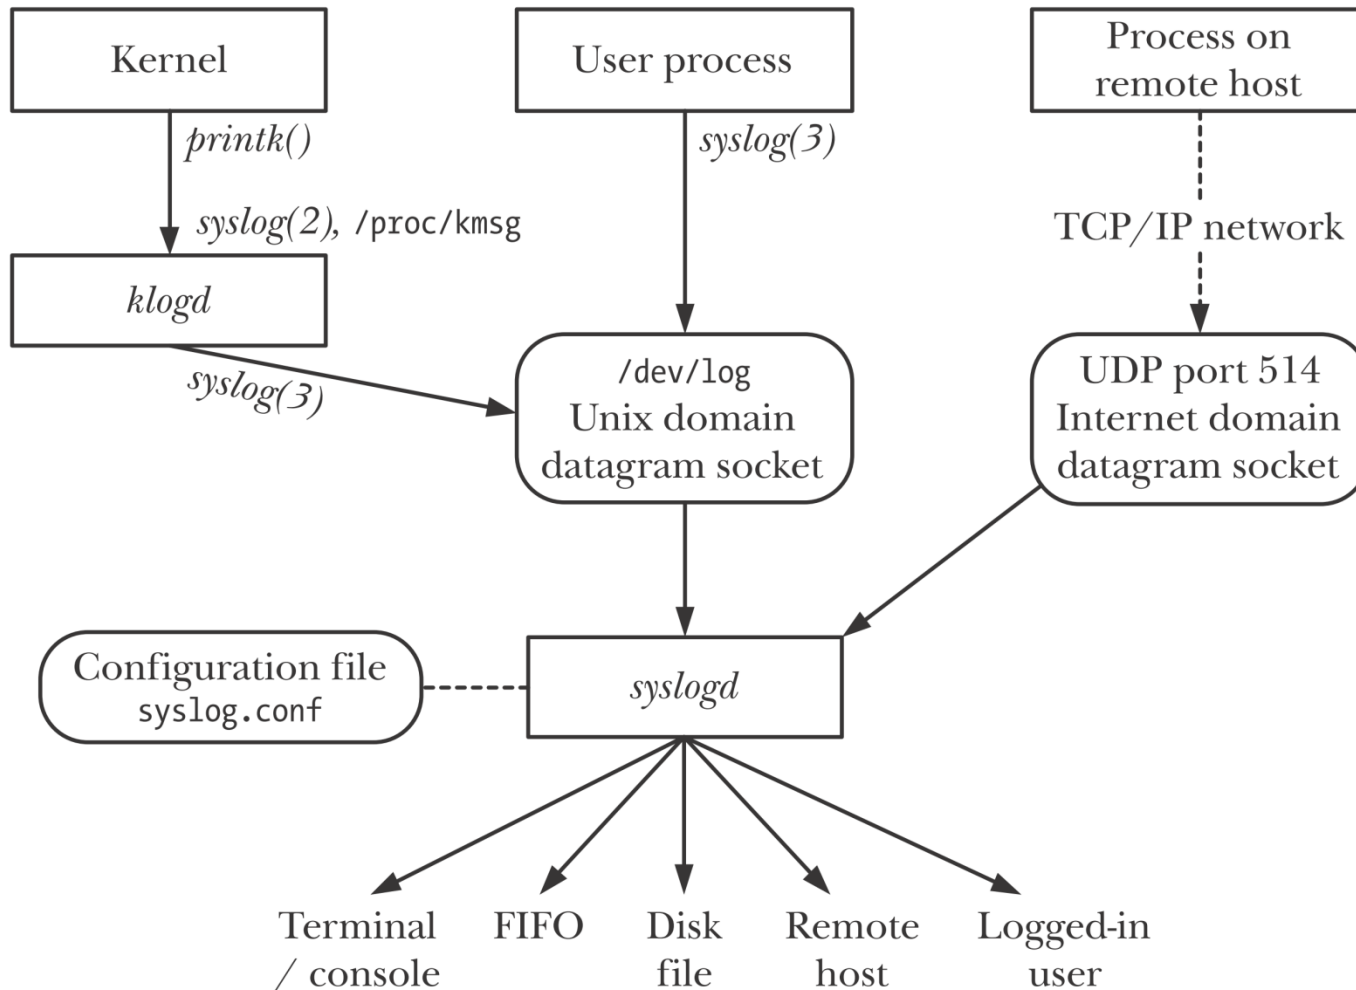 Kernel
User process
Process on
remote host
printk()
syslog(3)
syslog(2), /proc/kmsg
TCP/IP network
klogd
syslog(3)
/dev/log
Unix domain
datagram socket
UDP port 514
Internet domain
datagram socket
Configuration file
syslog.conf
syslogd
Terminal
/ console
FIFO
Disk
file
Remote
host
Logged-in
user